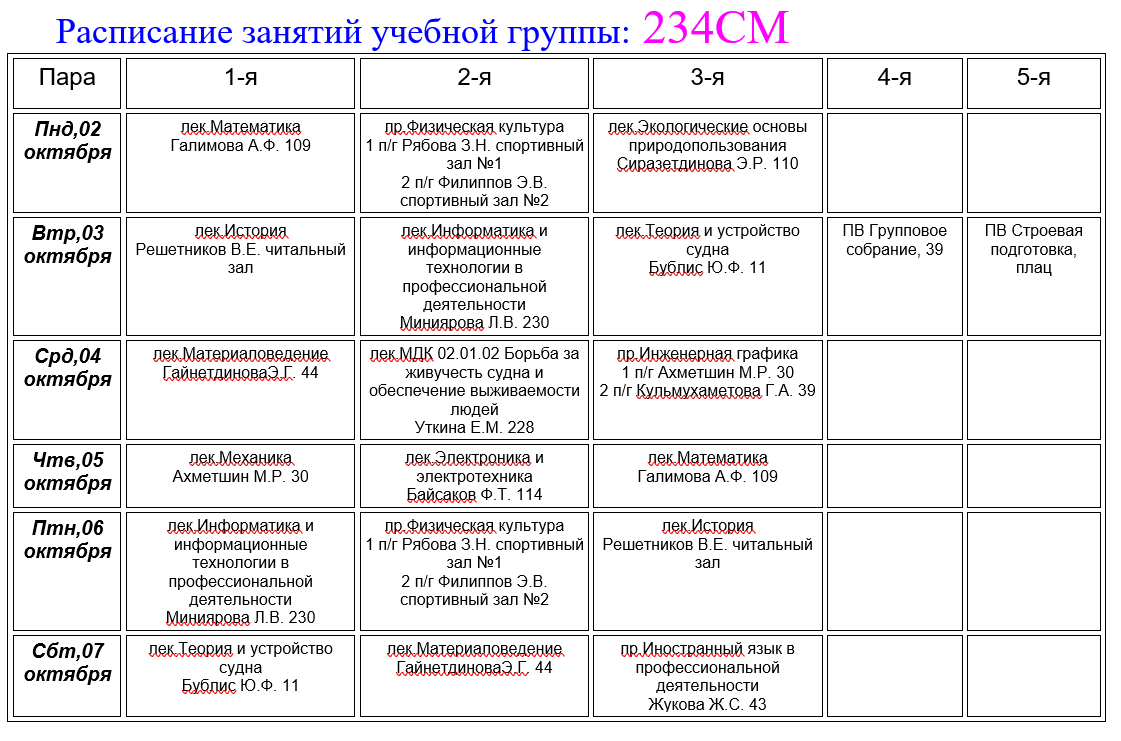 Расписание занятий учебной группы: 234СМ
Пара
1-я
2-я
3-я
4-я
5-я
Пнд,02
октября
лек.Математика
Галимова А.Ф. 109
пр.Физическая культура
1 п/г Рябова З.Н. спортивный
зал №1
2 п/г Филиппов Э.В.
спортивный зал №2
лек.Экологические основы
природопользования
Сиразетдинова Э.Р. 110
Втр,03
октября
лек.История
Решетников В.Е. читальный
зал
лек.Информатика и
информационные
технологии в
профессиональной
деятельности
Миниярова Л.В. 230
лек.Теория и устройство
судна
Бублис Ю.Ф. 11
ПВ Групповое
собрание, 39
ПВ Строевая
подготовка,
плац
Срд,04
октября
лек.Материаловедение
ГайнетдиноваЭ.Г. 44
лек.МДК 02.01.02 Борьба за
живучесть судна и
обеспечение выживаемости
людей
Уткина Е.М. 228
пр.Инженерная графика
1 п/г Ахметшин М.Р. 30
2 п/г Кульмухаметова Г.А. 39
Чтв,05
октября
лек.Механика
Ахметшин М.Р. 30
лек.Электроника и
электротехника
Байсаков Ф.Т. 114
лек.Математика
Галимова А.Ф. 109
Птн,06
октября
лек.Информатика и
информационные
технологии в
профессиональной
деятельности
Миниярова Л.В. 230
пр.Физическая культура
1 п/г Рябова З.Н. спортивный
зал №1
2 п/г Филиппов Э.В.
спортивный зал №2
лек.История
Решетников В.Е. читальный
зал
Сбт,07
октября
лек.Теория и устройство
судна
Бублис Ю.Ф. 11
лек.Материаловедение
ГайнетдиноваЭ.Г. 44
пр.Иностранный язык в
профессиональной
деятельности
Жукова Ж.С. 43